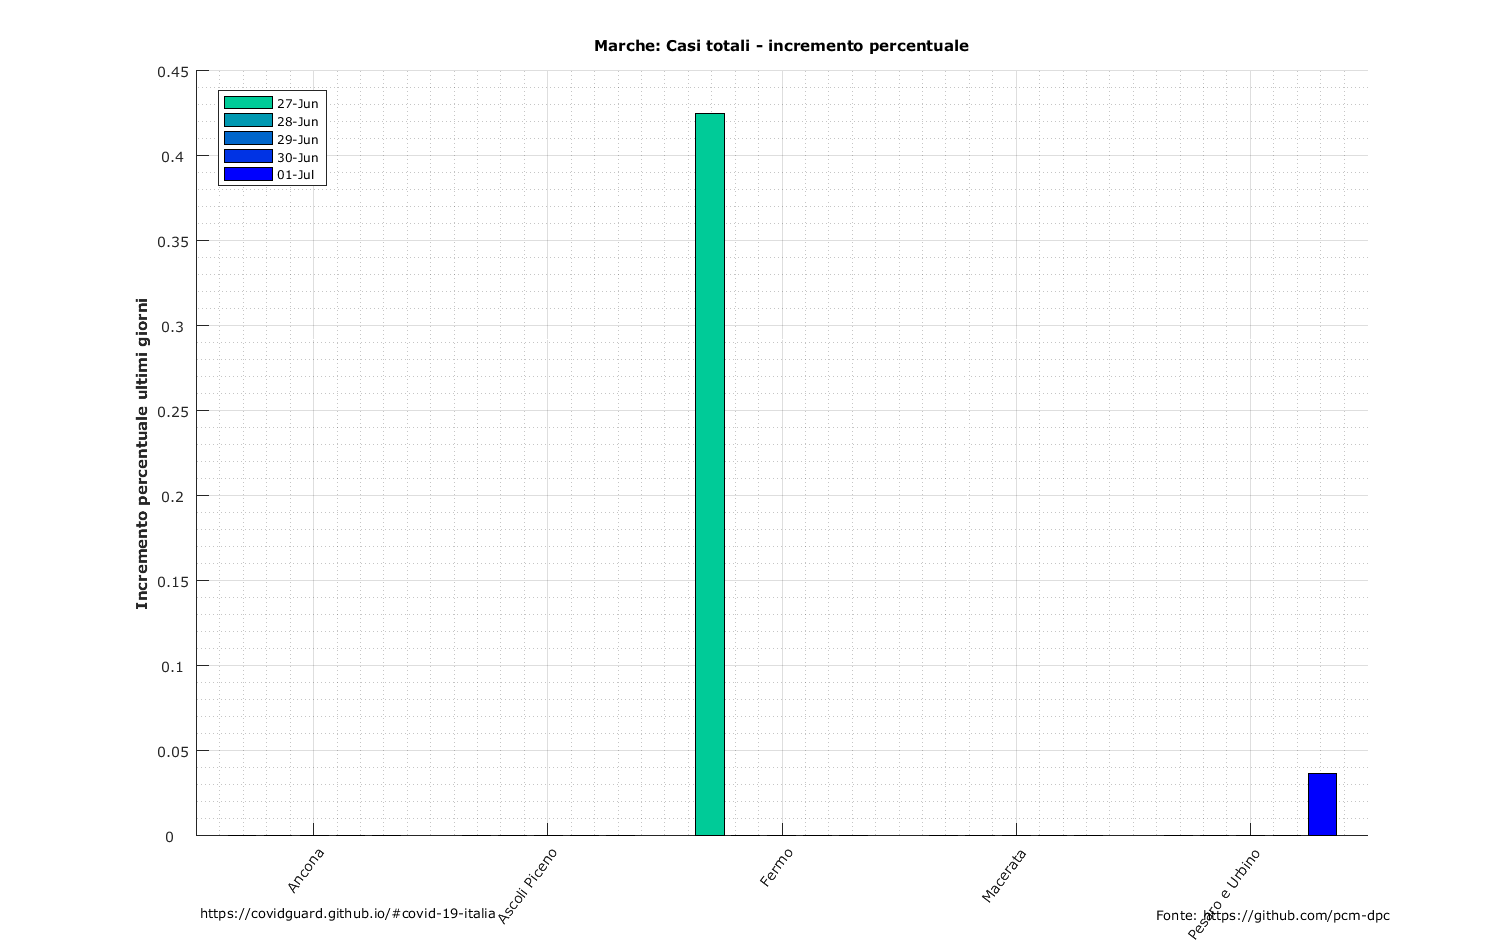 Marche: Casi totali - incremento percentuale
Incremento percentuale ultimi giorni
0.45
0.4
0.35
0.3
0.25
0.2
0.15
0.1
0.05
0
27-Jun
28-Jun
29-Jun
30-Jun
01-Jul
Ancona
Ascoli Piceno
Fermo
Macerata
Pesaro e Urbino
https://covidguard.github.io/#covid-19-italia
Fonte: https://github.com/pcm-dpc